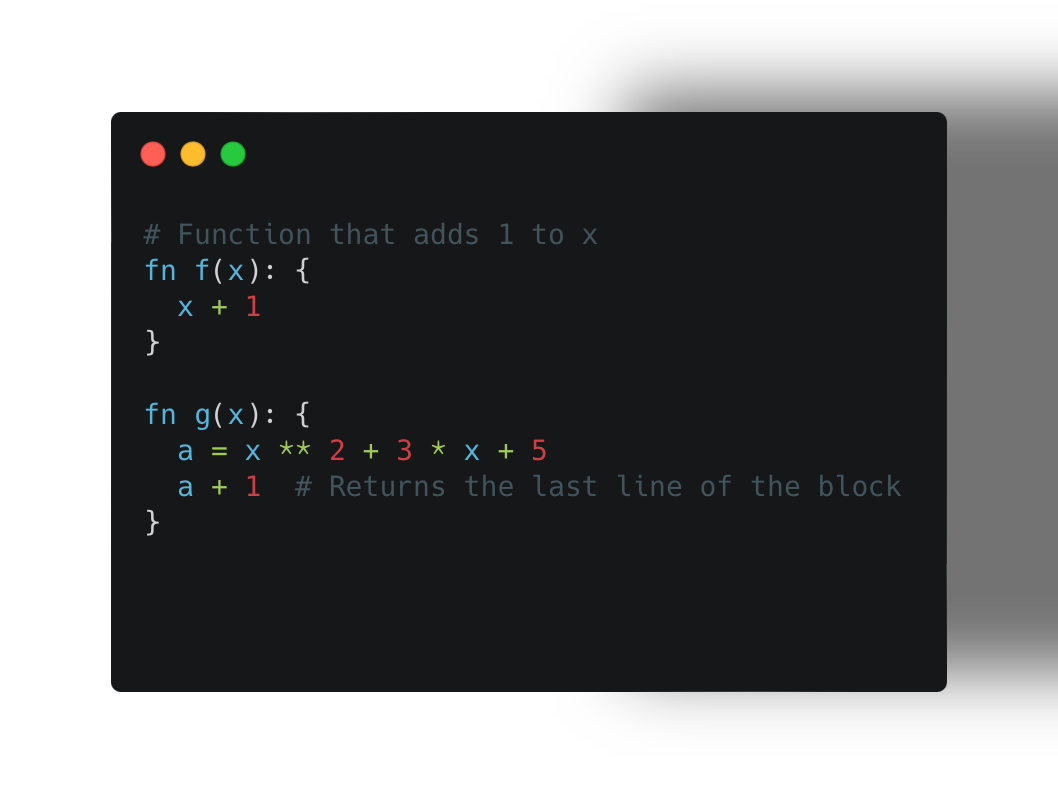 # Function that adds 1 to x
fn f(x): {
  x + 1
}

fn g(x): {
  a = x ** 2 + 3 * x + 5
  a + 1  # Returns the last line of the block
}